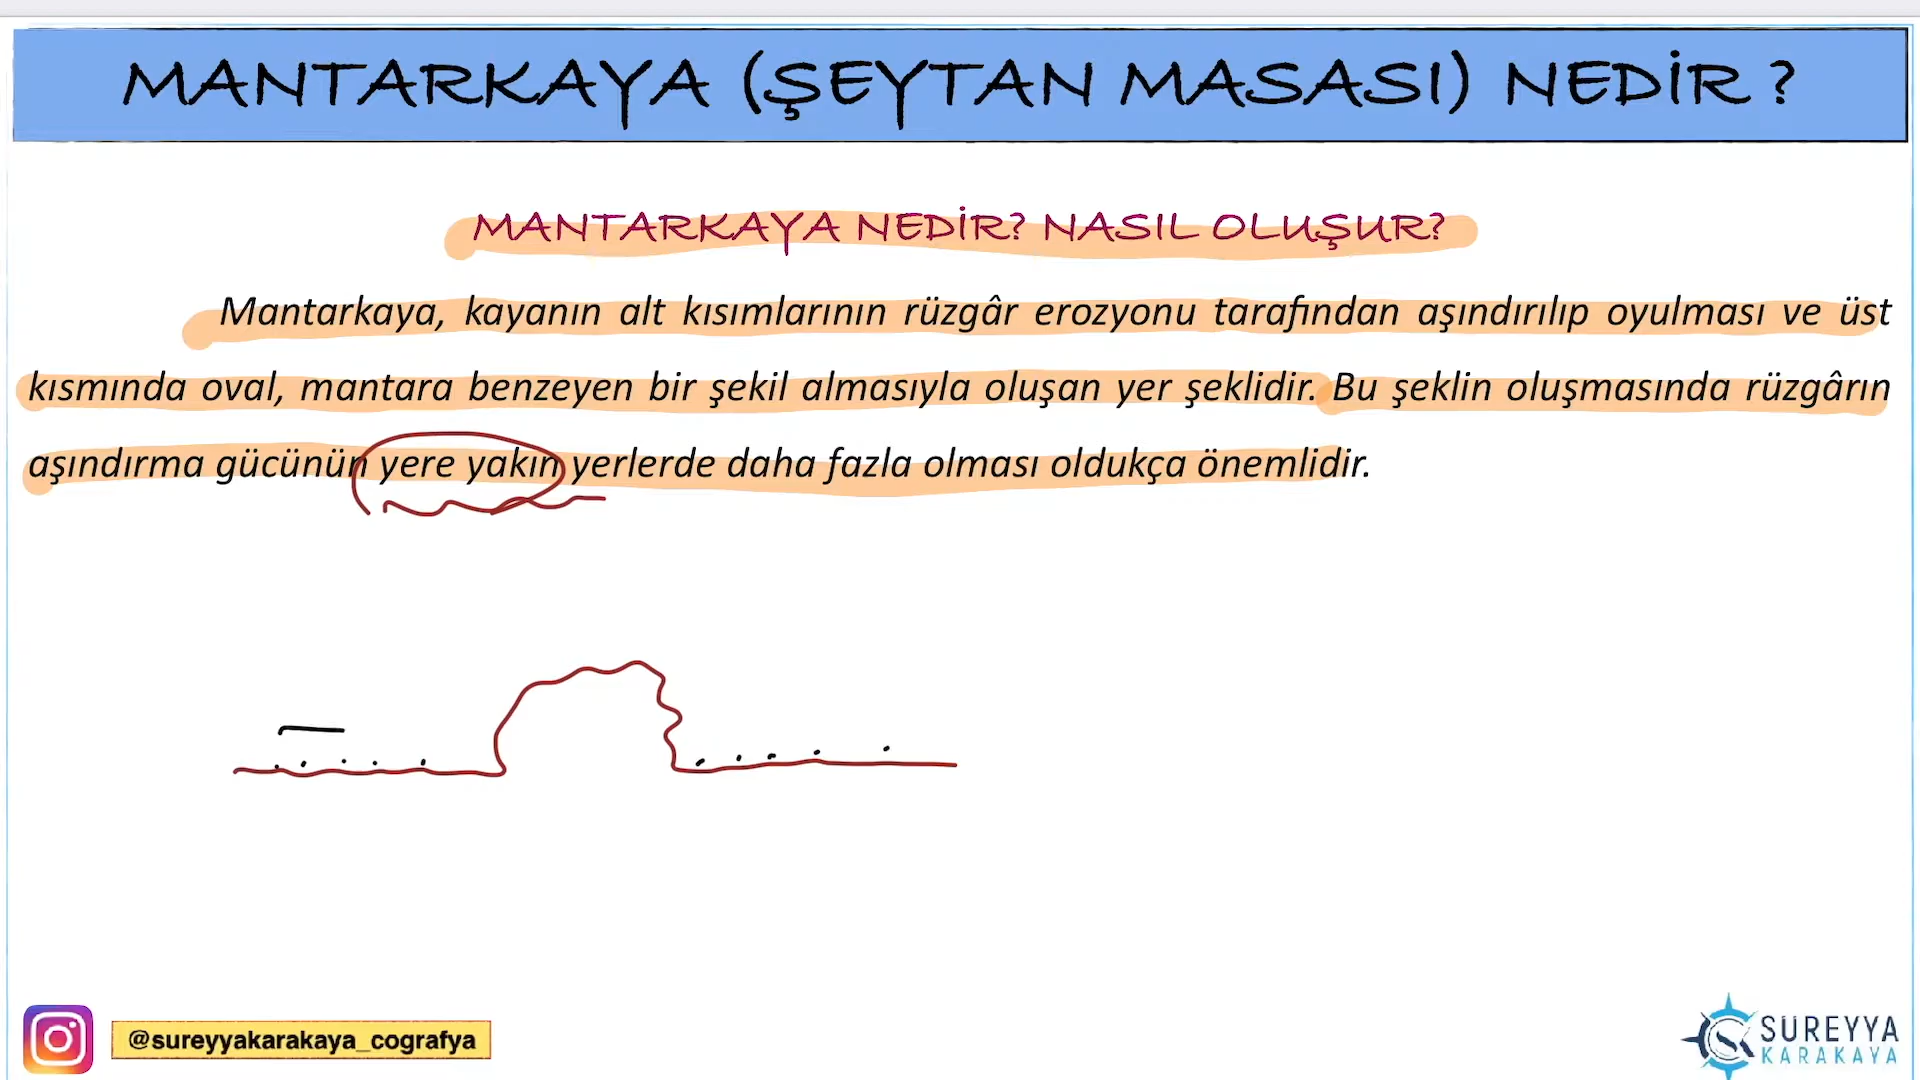 MANTARKAYA (ŞEYTAN MASASI) NEDİR ?
MANTARKAYA NEDİR? NASIL OLUŞUR?
Mantarkaya, kayanın alt kısımlarının rüzgâr erozyonu tarafından aşındırılıp oyulması ve üst
kısmında oval, mantara benzeyen bir şekil almasıyla oluşan yer şeklidir. Bu şeklin oluşmasında rüzgârın
aşındırma gücünün yere yakın yerlerde daha fazla olması oldukça önemlidir.
@sureyyakarakaya_cografya
SUREYYA
KARAKAYA